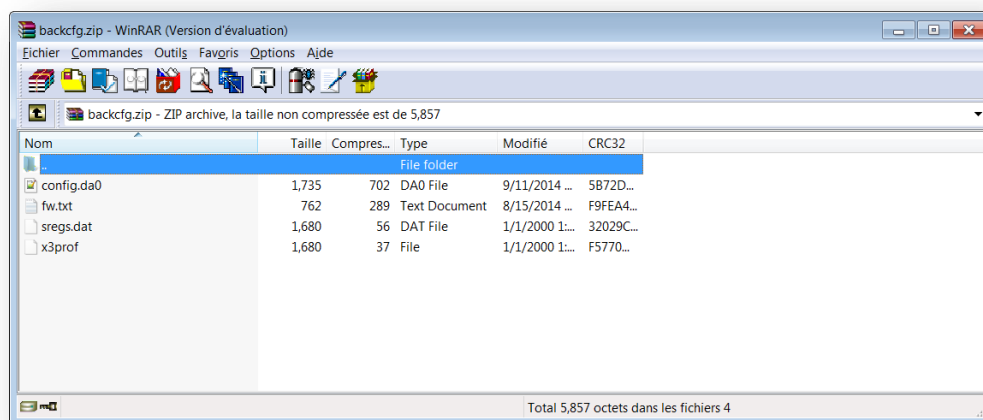 backcfg.zip - WinRAR (Version d'évaluation)
Fichier Commandes Outils Favoris Options Aide
backcfg.zip - ZIP archive, la taille non compressée est de 5,857
Nom Taille Compres... Type Modifié CRC32
.. File folder
config.da0 1,735 702 DA0 File 9/11/2014 ... 5B72D...
fw.txt 762 289 Text Document 8/15/2014 ... F9FEA4...
sregs.dat 1,680 56 DAT File 1/1/2000 1:... 32029C...
x3prof 1,680 37 File 1/1/2000 1:... F5770...
Total 5,857 octets dans les fichiers 4